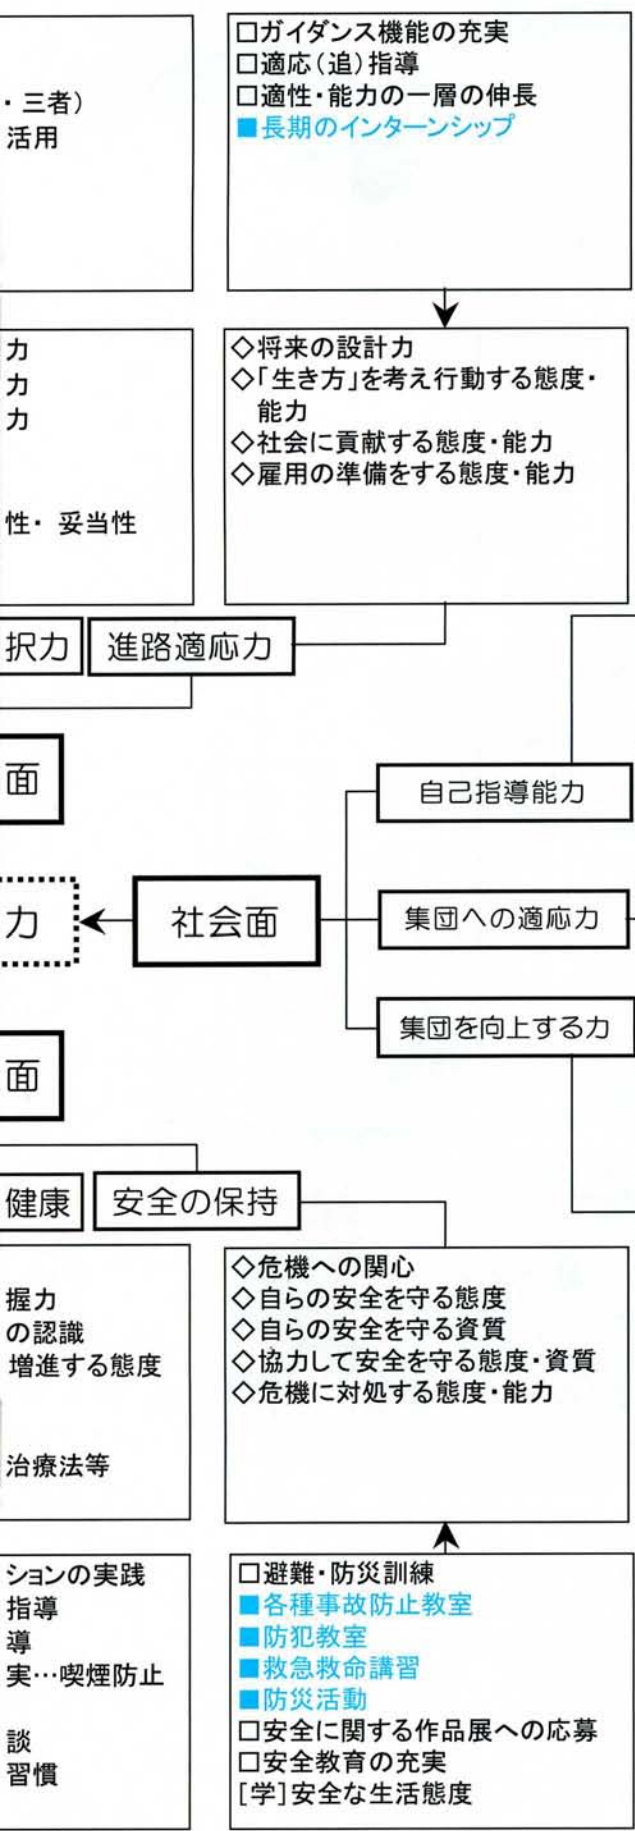 ・三者）
活用
□ガイダンス機能の充実
□適応（追）指導
□適性・能力の一層の伸長
■長期のインターンシップ
力
力
力
性・ 妥当性
◇将来の設計力
◇「生き方」を考え行動する態度・
能力
◇社会に貢献する態度・能力
◇雇用の準備をする態度・能力
択力
進路適応力
面
自己指導能力
力
社会面
集団への適応力
集団を向上する力
面
健康
安全の保持
握力
の認識
増進する態度
治療法等
◇危機への関心
◇自らの安全を守る態度
◇自らの安全を守る資質
◇協力して安全を守る態度・資質
◇危機に対処する態度・能力
ションの実践
指導
導
実…喫煙防止
談
習慣
□避難・防災訓練
■各種事故防止教室
■防犯教室
■救急救命講習
■防災活動
□安全に関する作品展への応募
□安全教育の充実
[学]安全な生活態度